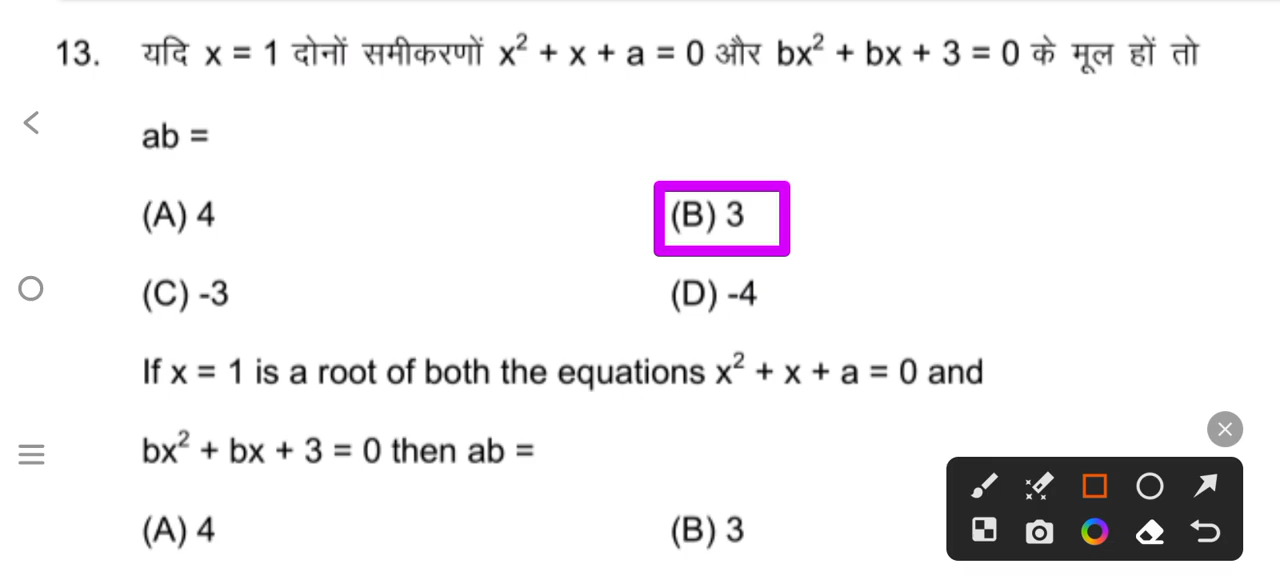 13. यदि x = 1 दोनों समीकरणों x² + x + a = 0 और bx² + bx + 3 = 0 के मूल हों तो
ab =
(A) 4 (B) 3
(C) -3 (D) -4
If x = 1 is a root of both the equations x² + x + a = 0 and
bx² + bx + 3 = 0 then ab =
(A) 4 (B) 3